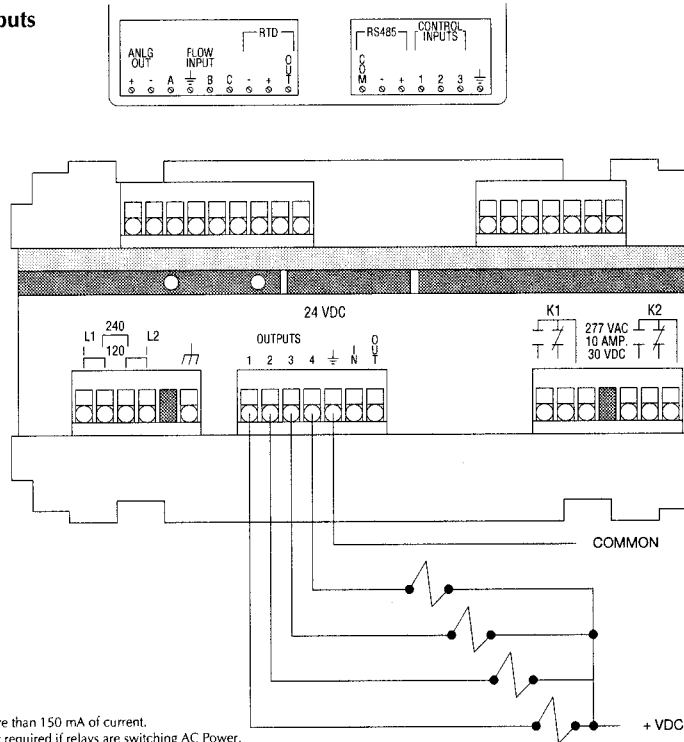 puts
RTD
RS485
CONTROL
INPUTS
ANLG
OUT
FLOW
INPUT
OUT
COM
+ - A B C - +
- + 1 2 3
24 VDC
L1
240
120
L2
OUTPUTS
1 2 3 4
IN
OUT
K1
277 VAC
10 AMP.
30 VDC
K2
COMMON
+ VDC
re than 150 mA of current.
required if relays are switching AC Power.